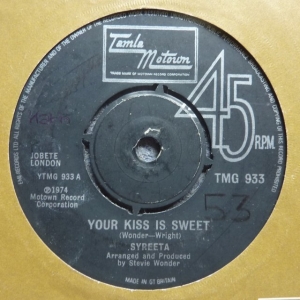 Tamla
Motown
TRADE MARK OF MOTOWN RECORD CORPORATION
45
RPM
JOBETE
LONDON
YTMG 933 A
TMG 933
℗1974
Motown Record
Corporation
53
YOUR KISS IS SWEET
(Wonder—Wright)
SYREETA
Arranged and Produced
by Stevie Wonder
MADE IN GT BRITAIN